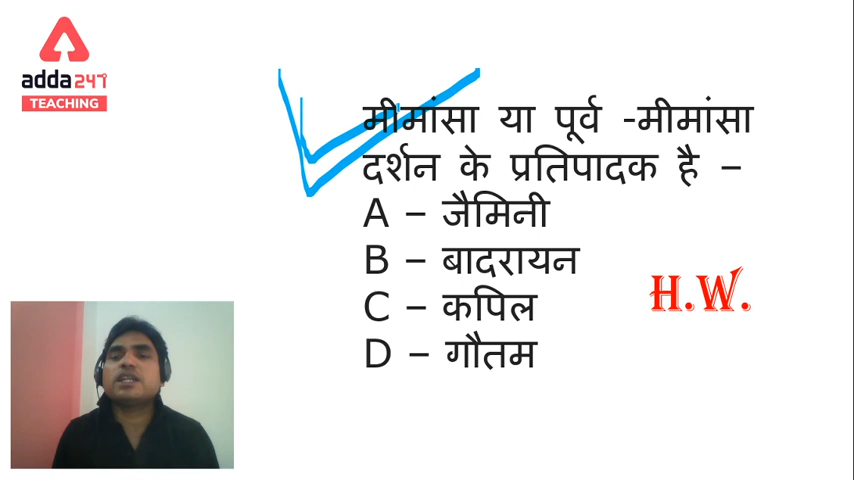 adda247
TEACHING
मीमांसा या पूर्व -मीमांसा
दर्शन के प्रतिपादक है –
A – जैमिनी
B – बादरायन
C – कपिल
D – गौतम
H.W.